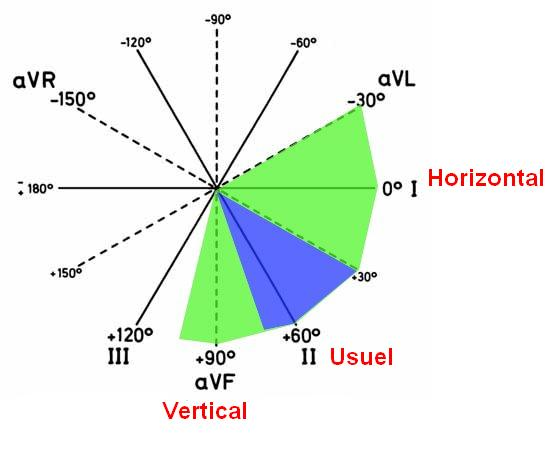 -90°
-120°
-60°
aVR
aVL
-150°
-30°
+ 180°
0° I
Horizontal
+150°
+30°
+120°
+60°
III
+90°
II
Usuel
aVF
Vertical